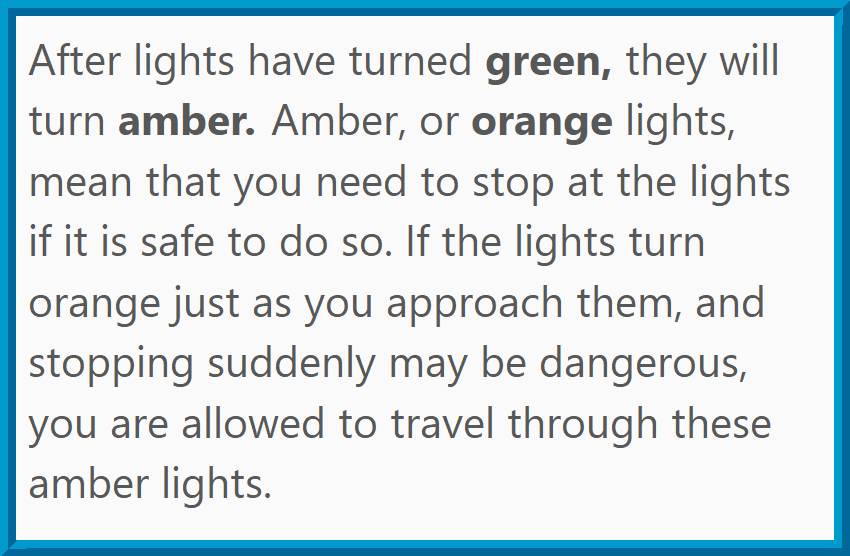 After lights have turned green, they will
turn amber. Amber, or orange lights,
mean that you need to stop at the lights
if it is safe to do so. If the lights turn
orange just as you approach them, and
stopping suddenly may be dangerous,
you are allowed to travel through these
amber lights.